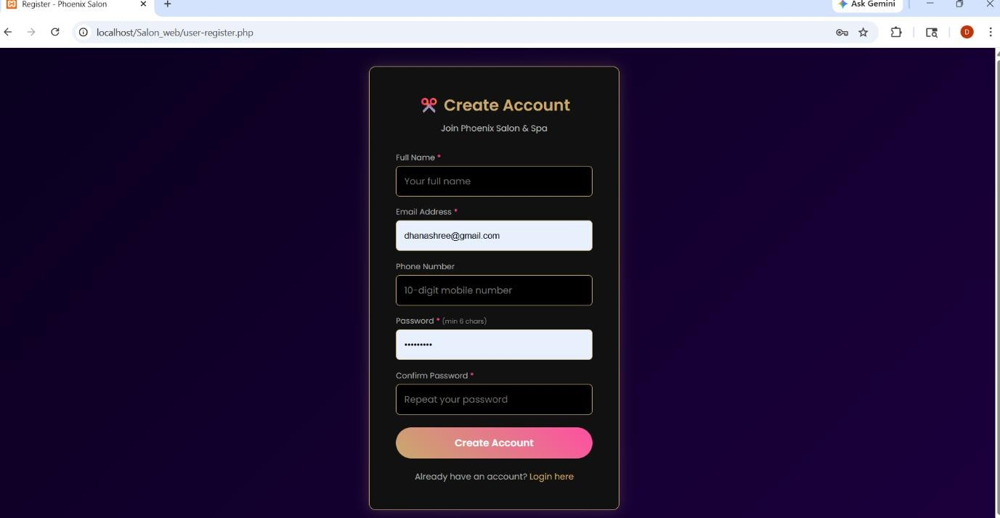 Register - Phoenix Salon
Ask Gemini
localhost/Salon_web/user-register.php
D
Create Account
Join Phoenix Salon & Spa
Full Name *
Your full name
Email Address *
dhanashree@gmail.com
Phone Number
10-digit mobile number
Password * (min 6 chars)
•••••••••
Confirm Password *
Repeat your password
Create Account
Already have an account? Login here